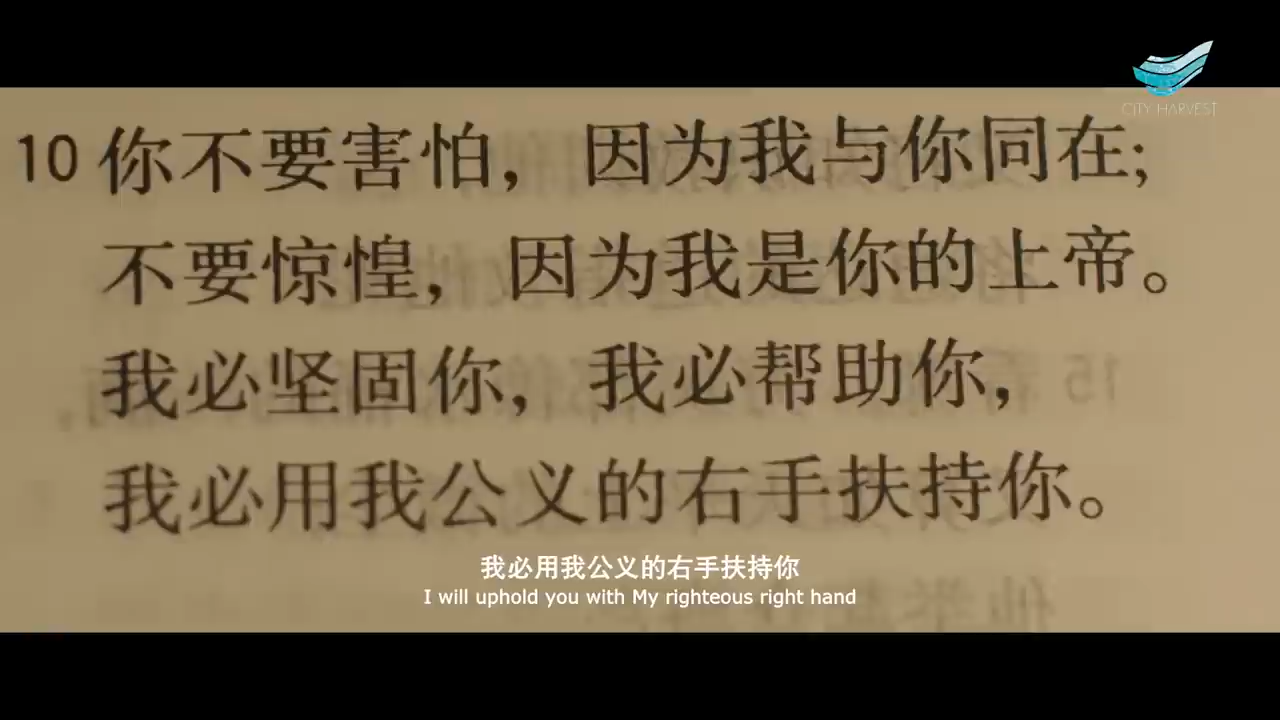 CITY HARVEST
10 你不要害怕，因为我与你同在;
不要惊惶，因为我是你的上帝。
我必坚固你，我必帮助你，
我必用我公义的右手扶持你。
我必用我公义的右手扶持你
I will uphold you with My righteous right hand